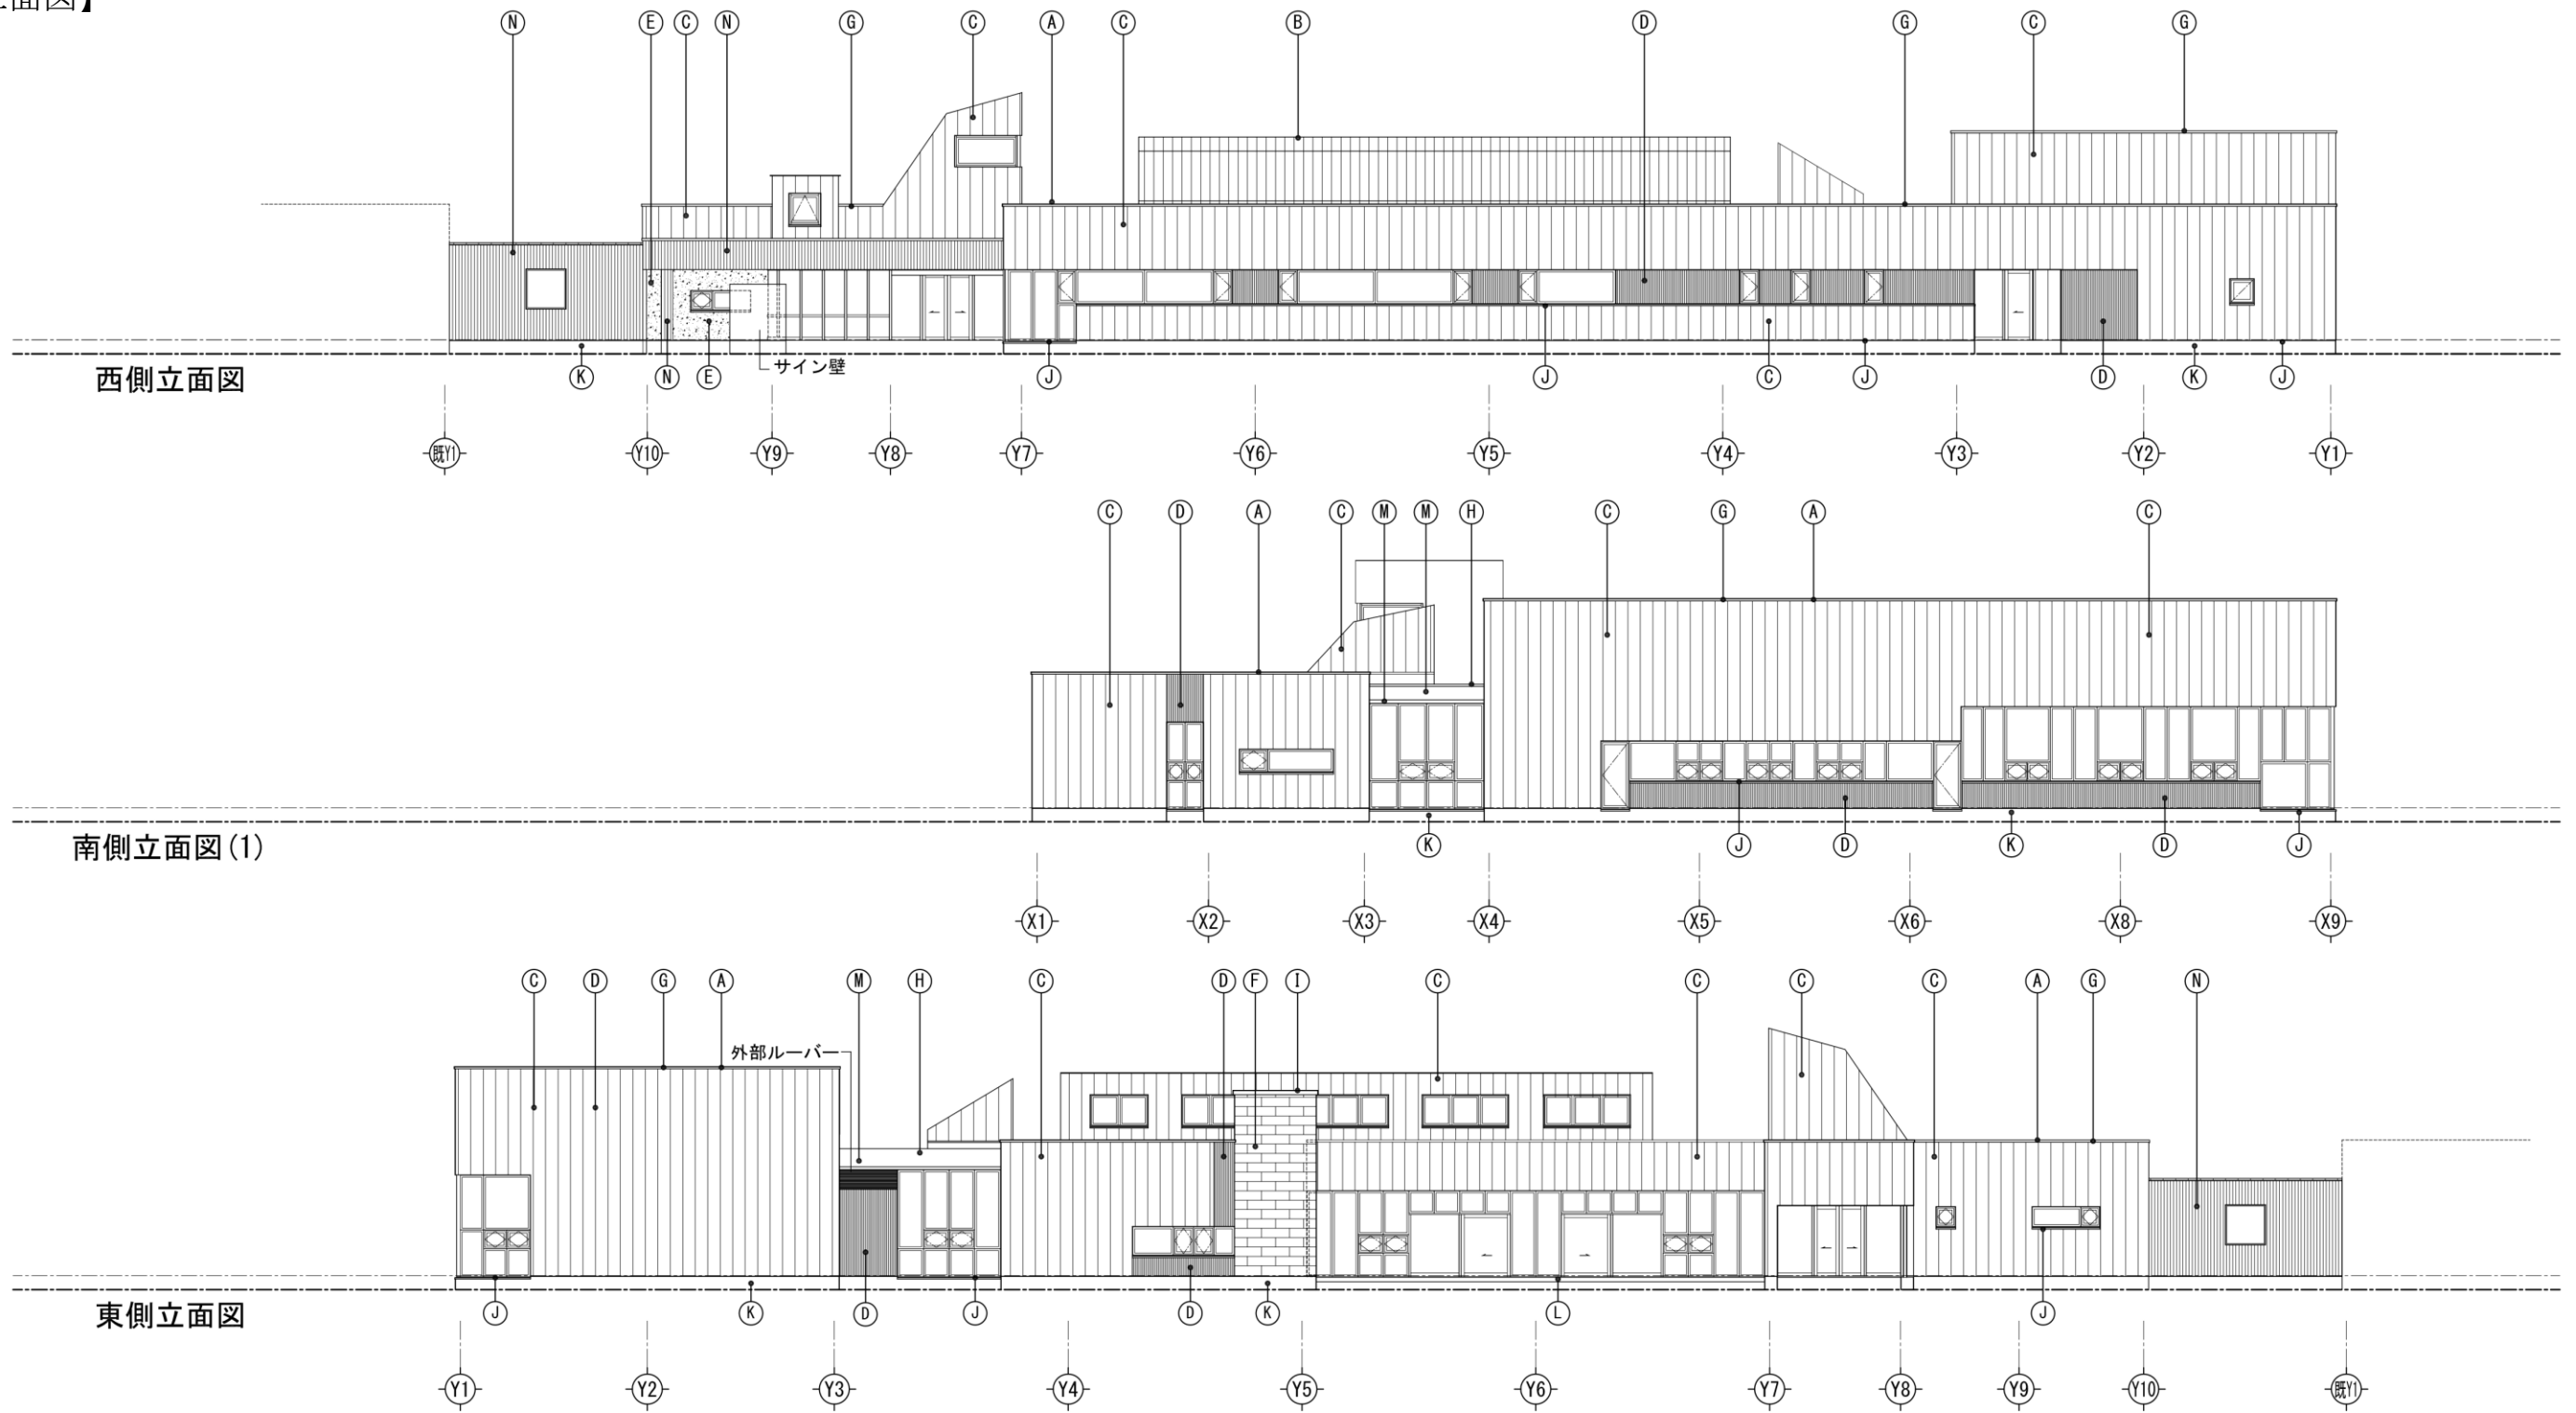 面図】
N E C N G C A C B D G C G
サイン壁
K N E J J C J D K J
西側立面図
既Y1 Y10 Y9 Y8 Y7 Y6 Y5 Y4 Y3 Y2 Y1
C D A C M M H C G A C
K J D K D J
南側立面図(1)
X1 X2 X3 X4 X5 X6 X8 X9
C D G A M H C D F I C C C C A G N
外部ルーバー
J K D J D K L J
東側立面図
Y1 Y2 Y3 Y4 Y5 Y6 Y7 Y8 Y9 Y10 既Y1